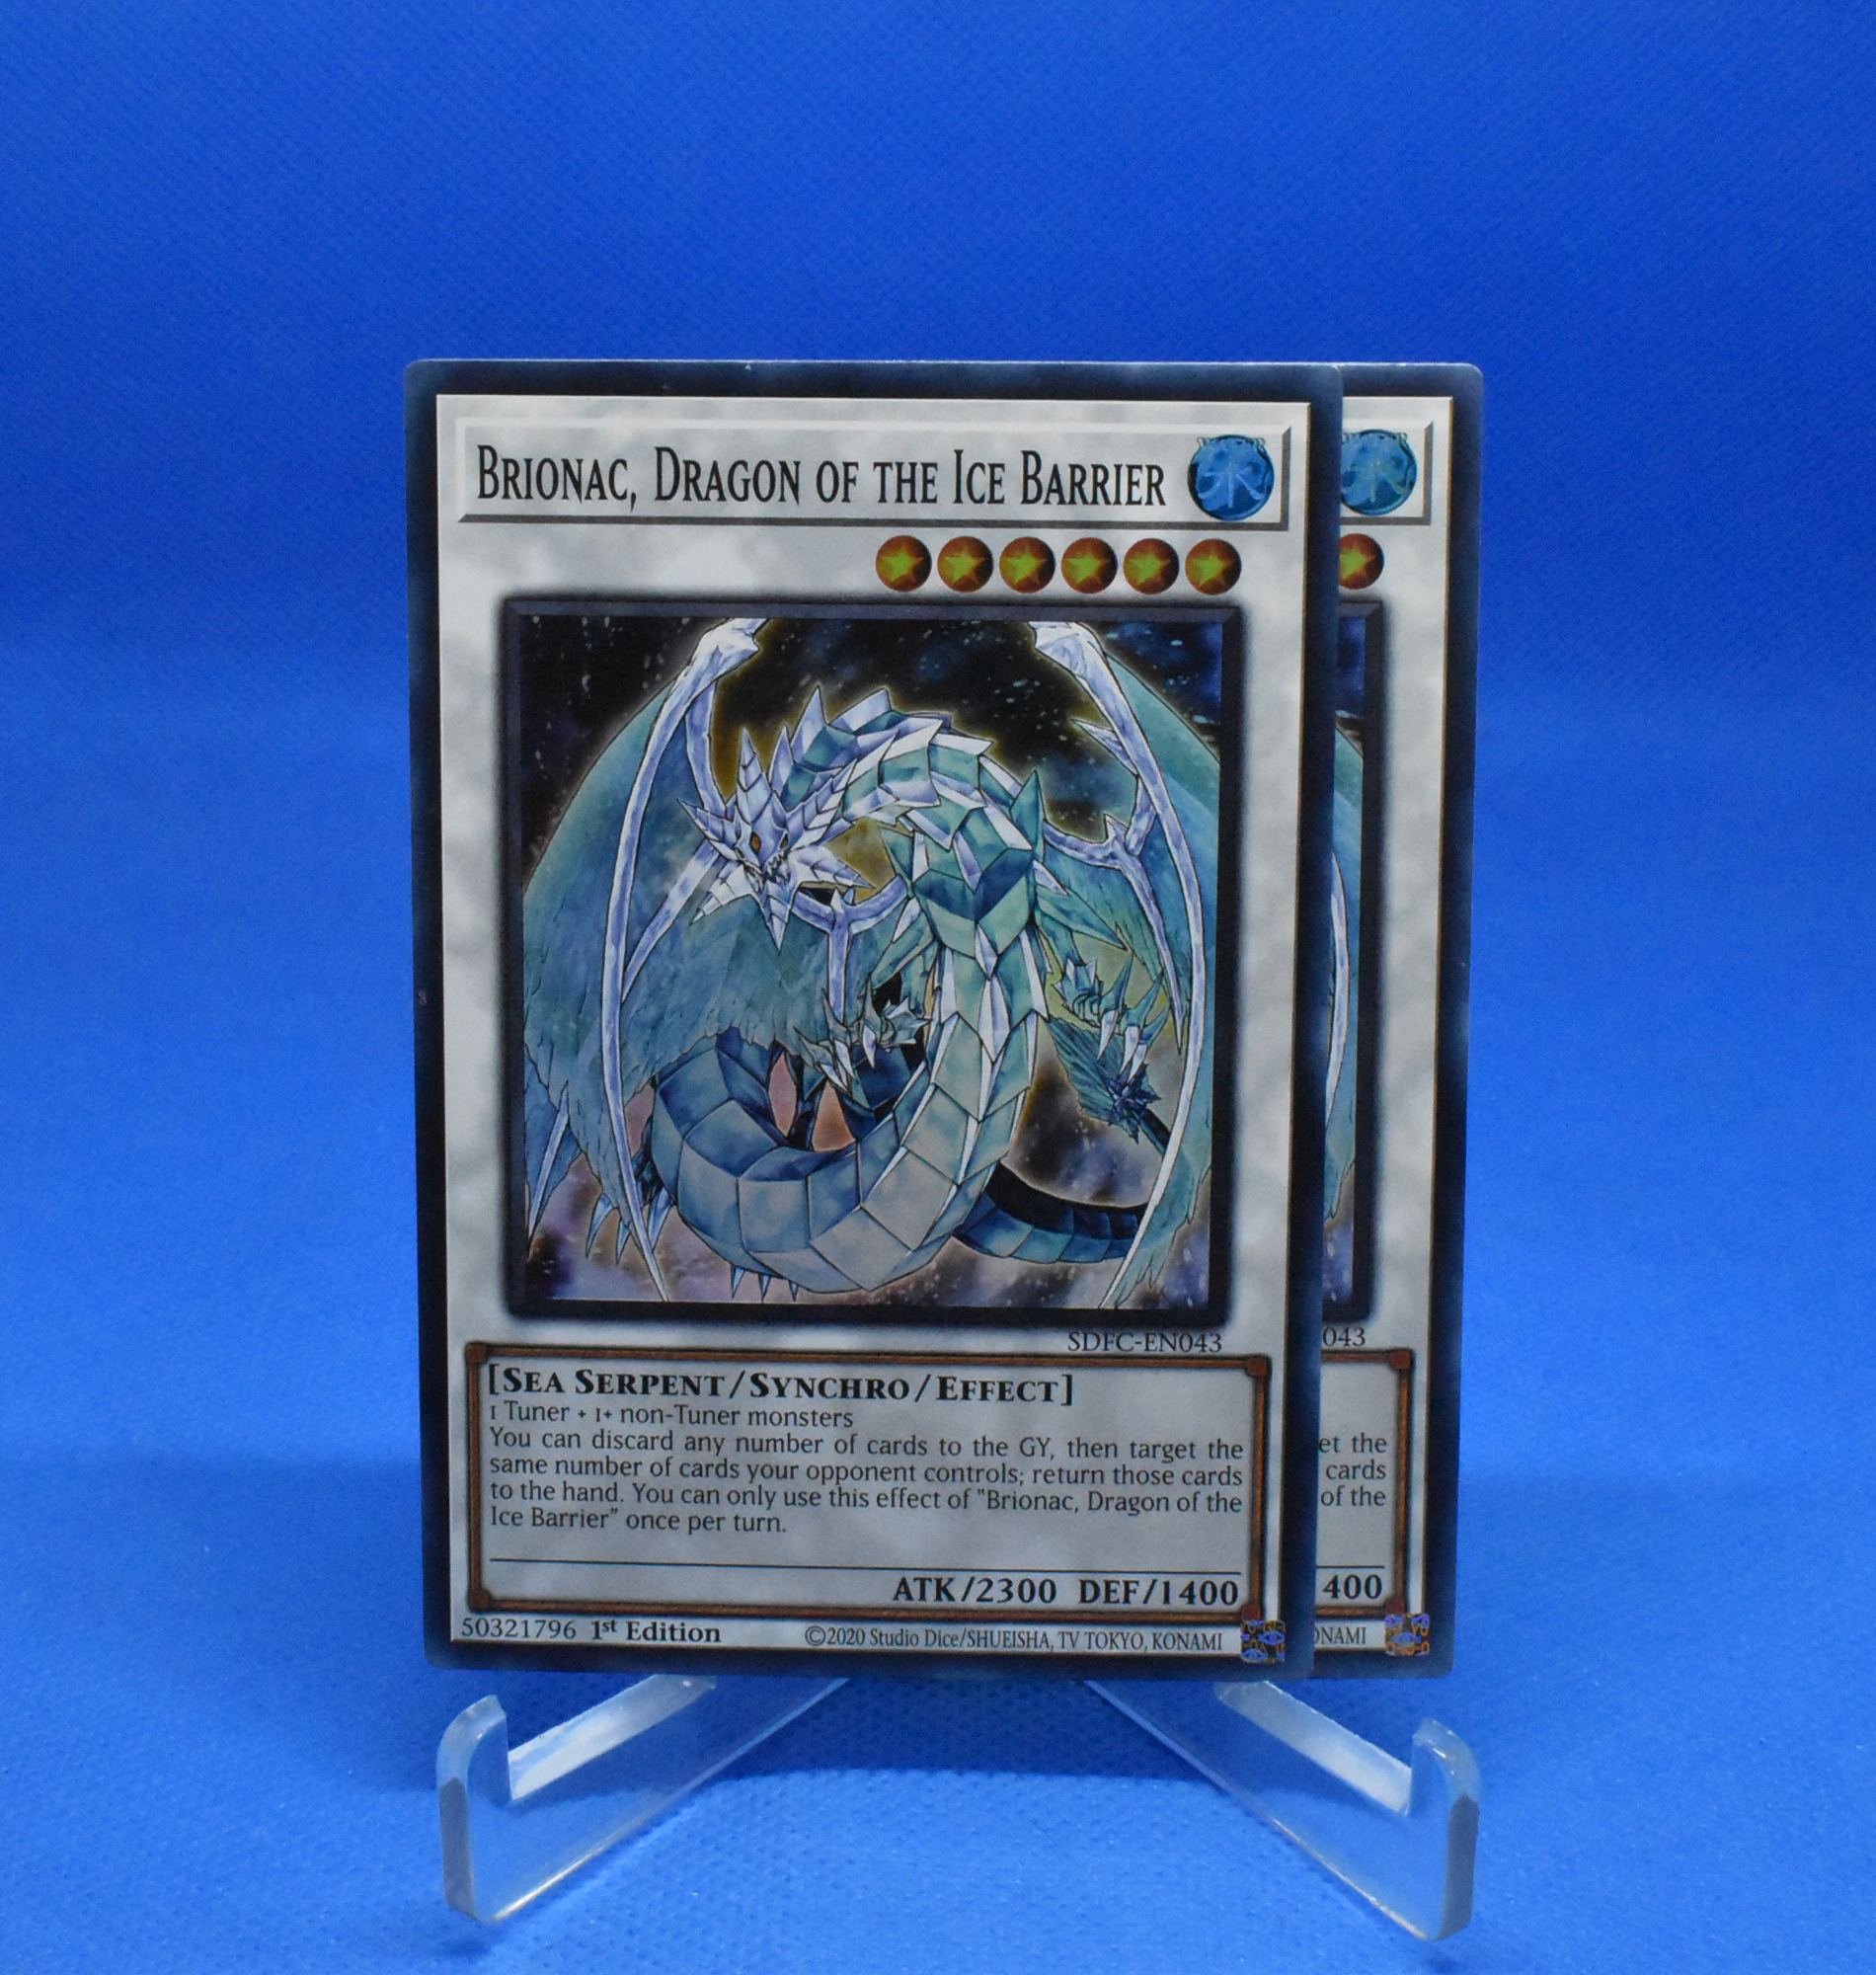 BRIONAC, DRAGON OF THE ICE BARRIER
SDFC-EN043
[SEA SERPENT/SYNCHRO/EFFECT]
1 Tuner + 1+ non-Tuner monsters
You can discard any number of cards to the GY, then target the
same number of cards your opponent controls; return those cards
to the hand. You can only use this effect of "Brionac, Dragon of the
Ice Barrier" once per turn.
ATK/2300 DEF/1400
50321796 1st Edition ©2020 Studio Dice/SHUEISHA, TV TOKYO, KONAMI
043
et the
cards
of the
400
ONAMI